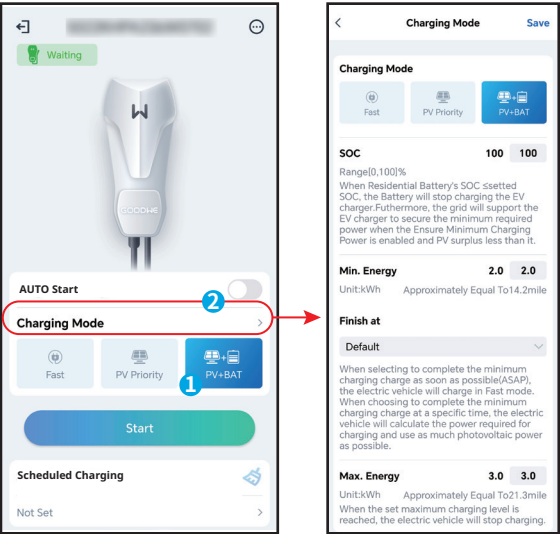 Waiting
GOODWE
AUTO Start
2
Charging Mode
Fast
PV Priority
PV+BAT
1
Start
Scheduled Charging
Not Set
Charging Mode
Save
Charging Mode
Fast
PV Priority
PV+BAT
SOC 100 100
Range[0,100]%
When Residential Battery's SOC ≤setted
SOC, the Battery will stop charging the EV
charger.Futhermore, the grid will support the
EV charger to secure the minimum required
power when the Ensure Minimum Charging
Power is enabled and PV surplus less than it.
Min. Energy 2.0 2.0
Unit:kWh Approximately Equal To14.2mile
Finish at
Default
When selecting to complete the minimum
charging charge as soon as possible(ASAP),
the electric vehicle will charge in Fast mode.
When choosing to complete the minimum
charging charge at a specific time, the electric
vehicle will calculate the power required for
charging and use as much photovoltaic power
as possible.
Max. Energy 3.0 3.0
Unit:kWh Approximately Equal To21.3mile
When the set maximum charging level is
reached, the electric vehicle will stop charging.